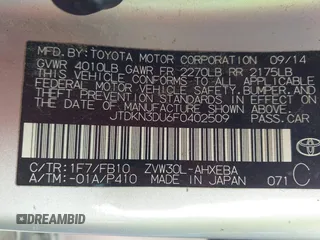 MFD. BY: TOYOTA MOTOR CORPORATION 09/14
GVWR 4010LB GAWR FR 2270LB RR 2175LB
THIS VEHICLE CONFORMS TO ALL APPLICABLE
FEDERAL MOTOR VEHICLE SAFETY, BUMPER, AND
THEFT PREVENTION STANDARDS IN EFFECT ON
THE DATE OF MANUFACTURE SHOWN ABOVE.
JTDKN3DU6F0402509 PASS.CAR
C/TR: 1F7/FB10 ZVW30L-AHXEBA
A/TM: -01A/P410 MADE IN JAPAN 071 C
© DREAMBID